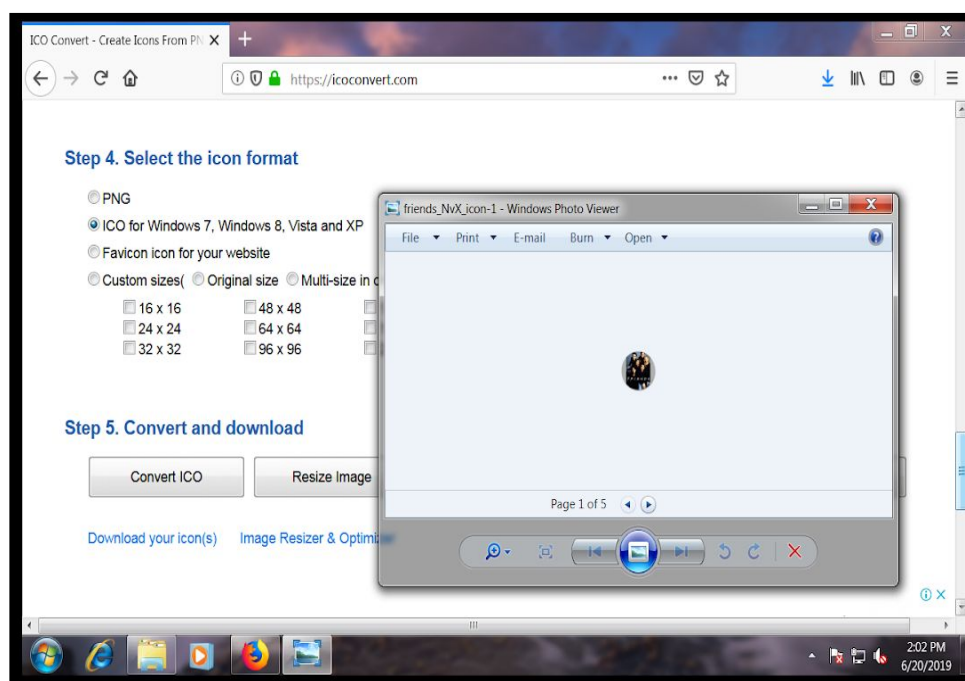 ICO Convert - Create Icons From PN
https://icoconvert.com
Step 4. Select the icon format
PNG
ICO for Windows 7, Windows 8, Vista and XP
Favicon icon for your website
Custom sizes( Original size Multi-size in
16 x 16 48 x 48
24 x 24 64 x 64
32 x 32 96 x 96
Step 5. Convert and download
Convert ICO Resize Image
Download your icon(s) Image Resizer &
friends_NvX_icon-1 - Windows Photo Viewer
File Print E-mail Burn Open
Page 1 of 5
2:02 PM
6/20/2019